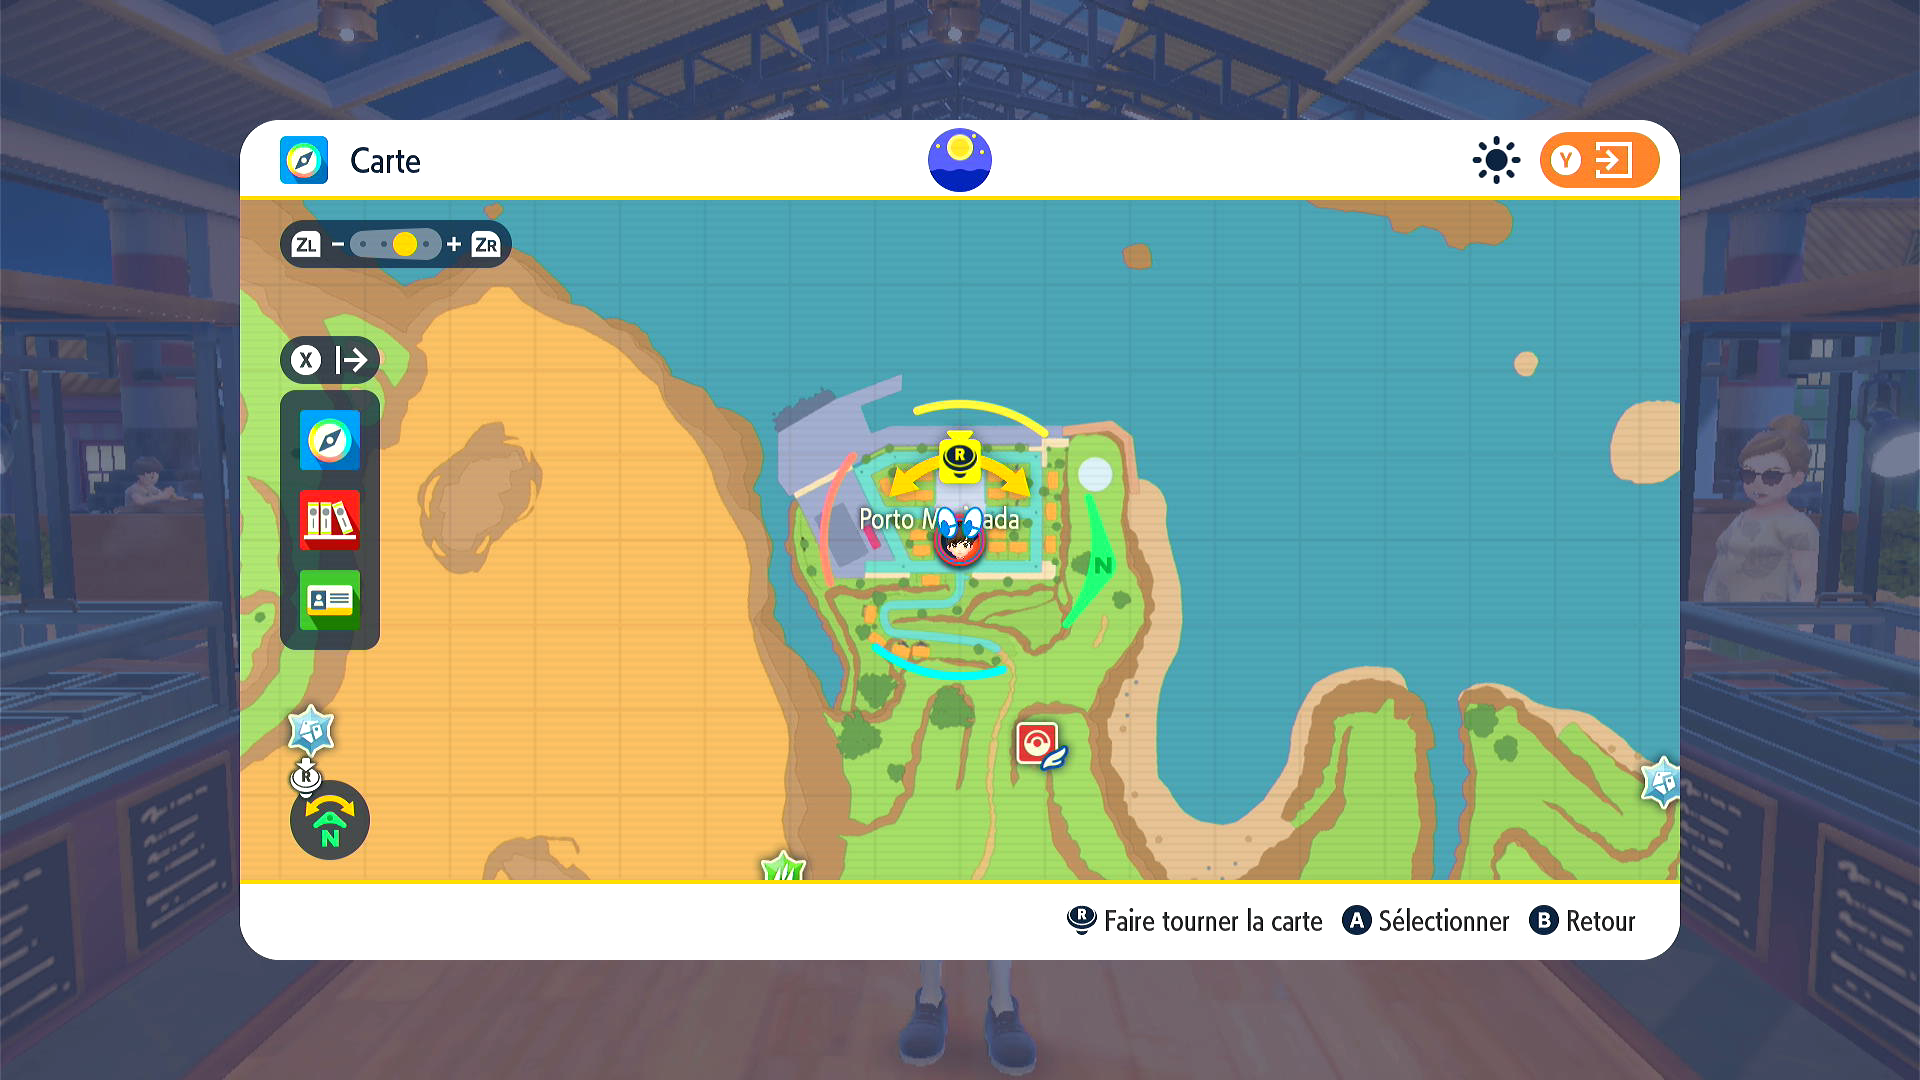 Carte
Y
ZL - + ZR
X
R
Porto M ada
N
R
N
R Faire tourner la carte A Sélectionner B Retour